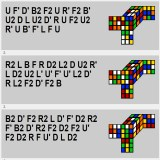 U F' D' B2 F2 U R' F2 B'
U2 D L U2 D' R U F2 U2
R' U B' F' L F U
R2 L B F R D2 L2 D U2 R'
L D2 U2 L' U' F' U' L2 D'
R L2 F2 D' F2 B
B2 D' F2 R2 L D' F' D2 R2
F' B2 D' R2 F2 D2 F2 U'
F2 D2 R F U' D L D2